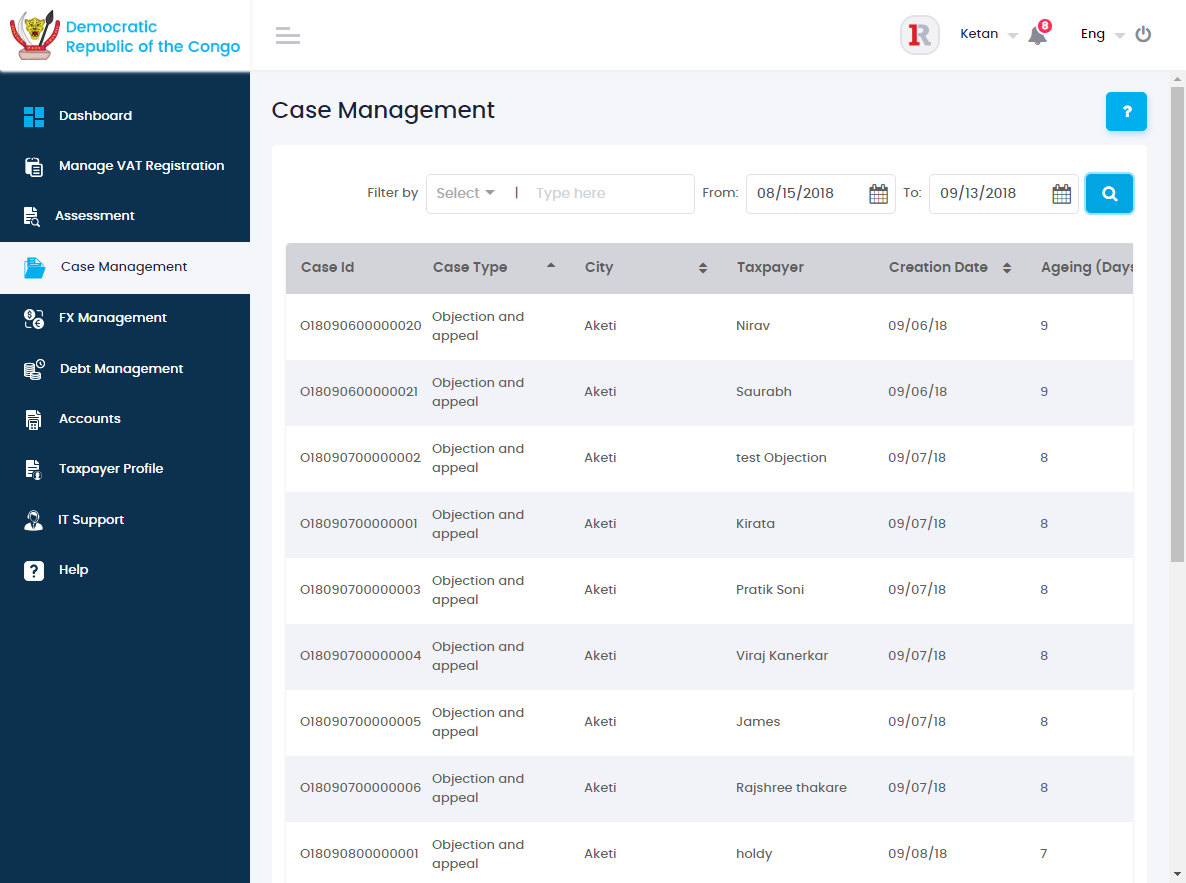 Democratic
Republic of the Congo
Ketan
8
Eng
Dashboard
Manage VAT Registration
Assessment
Case Management
FX Management
Debt Management
Accounts
Taxpayer Profile
IT Support
? Help
Case Management
?
Filter by Select | Type here From: 08/15/2018 To: 09/13/2018
Case Id Case Type City Taxpayer Creation Date Ageing (Days
O18090600000020 Objection and appeal Aketi Nirav 09/06/18 9
O18090600000021 Objection and appeal Aketi Saurabh 09/06/18 9
O18090700000002 Objection and appeal Aketi test Objection 09/07/18 8
O18090700000001 Objection and appeal Aketi Kirata 09/07/18 8
O18090700000003 Objection and appeal Aketi Pratik Soni 09/07/18 8
O18090700000004 Objection and appeal Aketi Viraj Kanerkar 09/07/18 8
O18090700000005 Objection and appeal Aketi James 09/07/18 8
O18090700000006 Objection and appeal Aketi Rajshree thakare 09/07/18 8
O18090800000001 Objection and appeal Aketi holdy 09/08/18 7